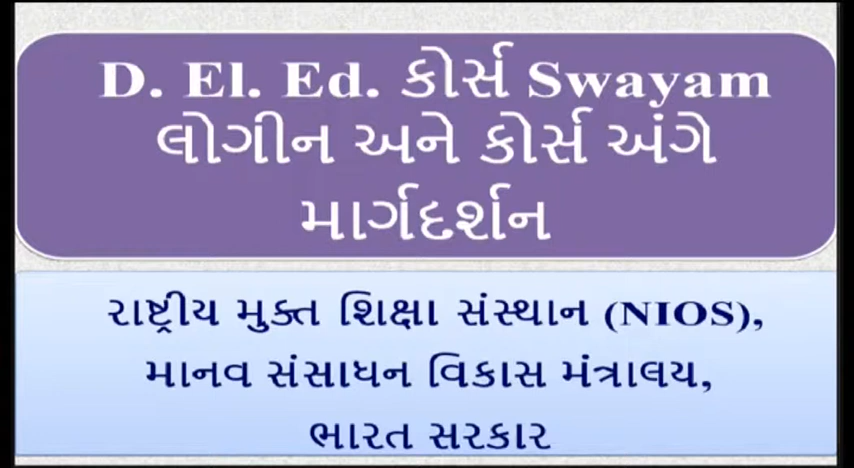 D. El. Ed. કોર્સ Swayam
લોગીન અને કોર્સ અંગે
માર્ગદર્શન
રાષ્ટ્રીય મુક્ત શિક્ષા સંસ્થાન (NIOS),
માનવ સંસાધન વિકાસ મંત્રાલય,
ભારત સરકાર